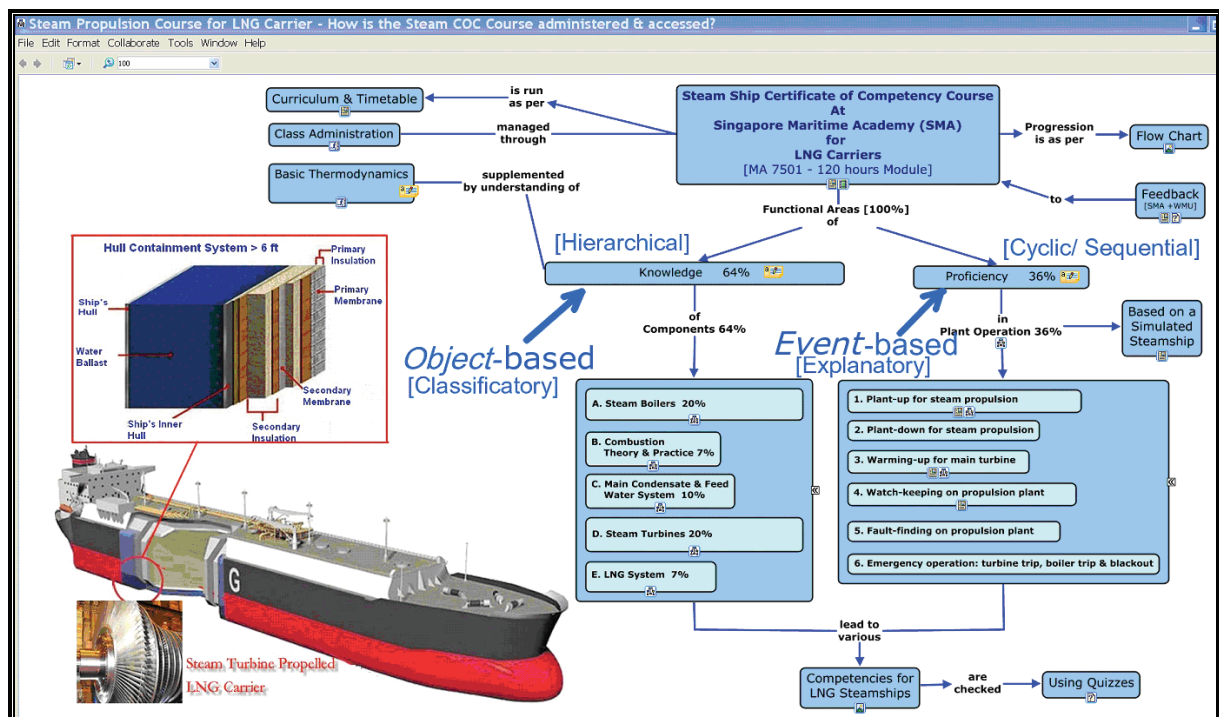 Steam Propulsion Course for LNG Carrier - How is the Steam COC Course administered & accessed?
File Edit Format Collaborate Tools Window Help
100
Curriculum & Timetable
is run
as per
Class Administration
managed
through
Basic Thermodynamics
supplemented
by understanding of
Steam Ship Certificate of Competency Course
At
Singapore Maritime Academy (SMA)
for
LNG Carriers
[MA 7501 - 120 hours Module]
Progression
is as per
Flow Chart
to
Feedback
[SMA +WMU]
Functional Areas [100%]
of
[Hierarchical]
[Cyclic/ Sequential]
Knowledge 64%
Proficiency 36%
of
Components 64%
in
Plant Operation 36%
Based on a
Simulated
Steamship
Object-based
[Classificatory]
Event-based
[Explanatory]
Hull Containment System > 6 ft
Primary
Insulation
Primary
Membrane
Ship's
Hull
Water
Ballast
Secondary
Membrane
Ship's Inner
Hull
Secondary
Insulation
A. Steam Boilers 20%
B. Combustion
Theory & Practice 7%
C. Main Condensate & Feed
Water System 10%
D. Steam Turbines 20%
E. LNG System 7%
1. Plant-up for steam propulsion
2. Plant-down for steam propulsion
3. Warming-up for main turbine
4. Watch-keeping on propulsion plant
5. Fault-finding on propulsion plant
6. Emergency operation: turbine trip, boiler trip & blackout
G
Steam Turbine Propelled
LNG Carrier
lead to
various
Competencies for
LNG Steamships
are
checked
Using Quizzes